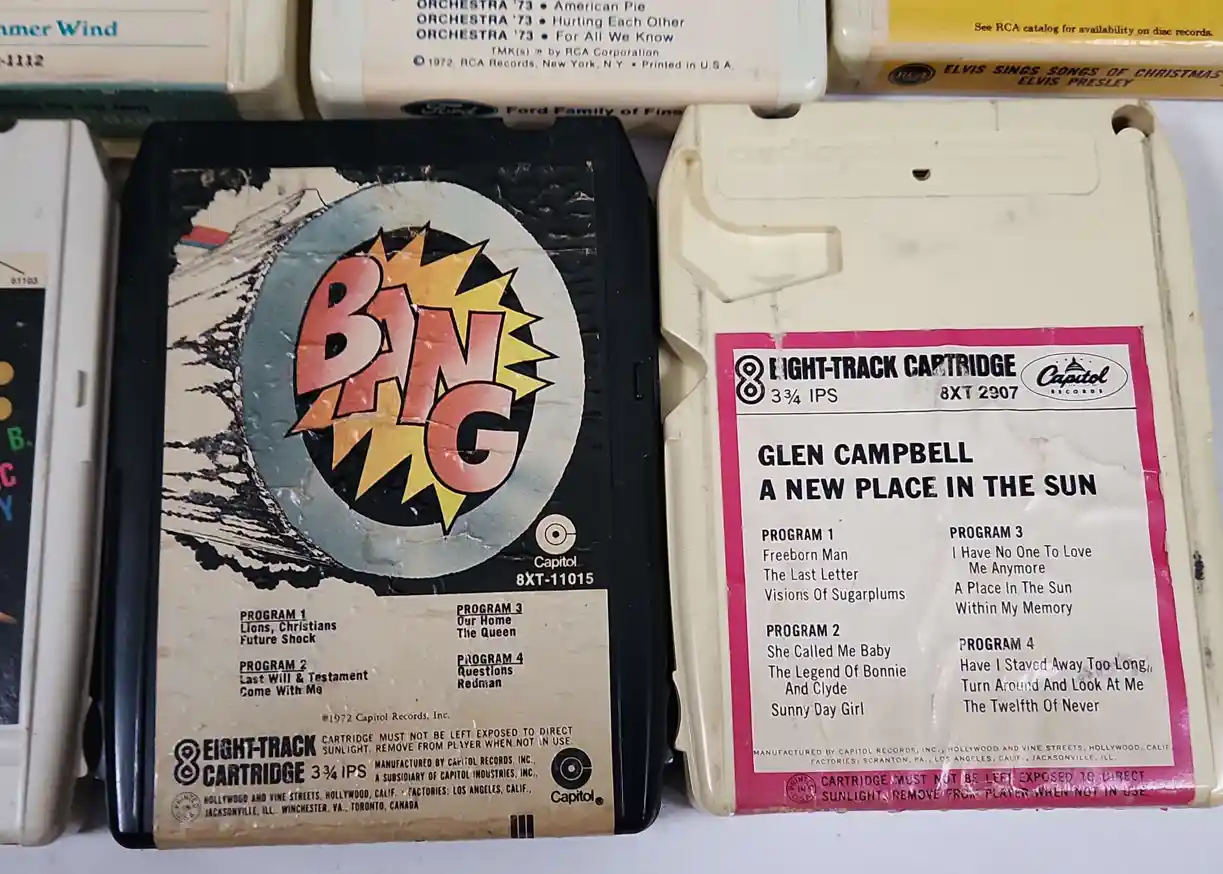 mmer Wind
-1112
ORCHESTRA '73 • American Pie
ORCHESTRA '73 • Hurting Each Other
ORCHESTRA '73 • For All We Know
TMK(s) ® by RCA Corporation
©1972, RCA Records, New York, N.Y. • Printed in U.S.A.
Ford
Ford Family of Fine
See RCA catalog for availability on disc records.
RCA
ELVIS SINGS SONGS OF CHRISTMAS
ELVIS PRESLEY
81103
B.
C
Y
BANG
Capitol
8XT-11015
PROGRAM 1
Lions, Christians
Future Shock
PROGRAM 2
Last Will & Testament
Come With Me
PROGRAM 3
Our Home
The Queen
PROGRAM 4
Questions
Redman
℗1972 Capitol Records, Inc.
8 EIGHT-TRACK
CARTRIDGE 3¾ IPS
CARTRIDGE MUST NOT BE LEFT EXPOSED TO DIRECT
SUNLIGHT. REMOVE FROM PLAYER WHEN NOT IN USE.
MANUFACTURED BY CAPITOL RECORDS, INC.,
A SUBSIDIARY OF CAPITOL INDUSTRIES, INC.,
HOLLYWOOD AND VINE STREETS, HOLLYWOOD, CALIF. • FACTORIES: LOS ANGELES, CALIF.,
JACKSONVILLE, ILL. WINCHESTER, VA., TORONTO, CANADA
Capitol®
8 EIGHT-TRACK CARTRIDGE
3¾ IPS
8XT 2907
Capitol
RECORDS
GLEN CAMPBELL
A NEW PLACE IN THE SUN
PROGRAM 1
Freeborn Man
The Last Letter
Visions Of Sugarplums
PROGRAM 2
She Called Me Baby
The Legend Of Bonnie
And Clyde
Sunny Day Girl
PROGRAM 3
I Have No One To Love
Me Anymore
A Place In The Sun
Within My Memory
PROGRAM 4
Have I Stayed Away Too Long
Turn Around And Look At Me
The Twelfth Of Never
MANUFACTURED BY CAPITOL RECORDS, INC., HOLLYWOOD AND VINE STREETS, HOLLYWOOD, CALIF.
FACTORIES: SCRANTON, PA., LOS ANGELES, CALIF., JACKSONVILLE, ILL.
CARTRIDGE MUST NOT BE LEFT EXPOSED TO DIRECT
SUNLIGHT. REMOVE FROM PLAYER WHEN NOT IN USE.